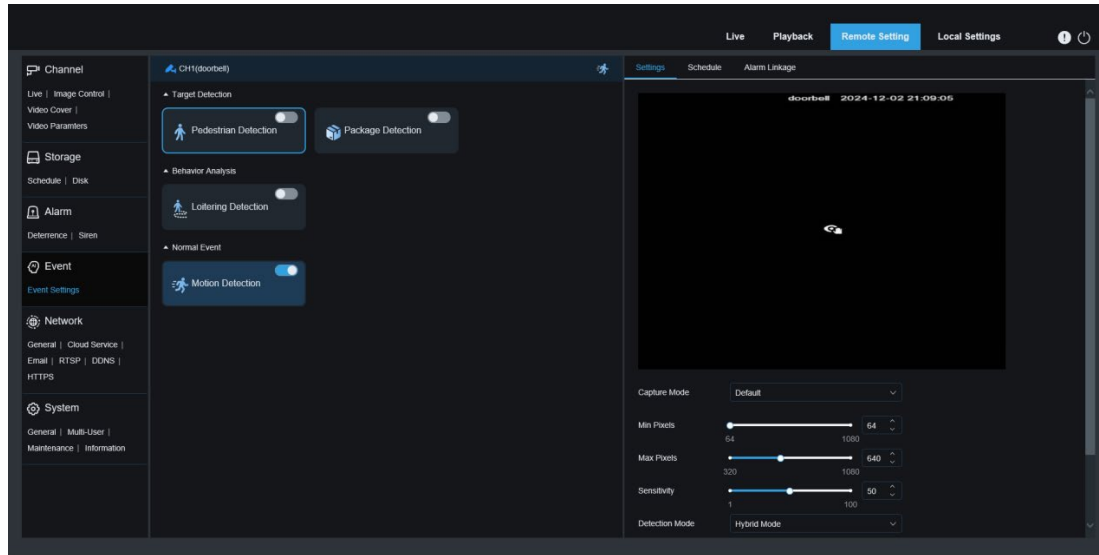 Live Playback Remote Setting Local Settings
Channel
Live | Image Control |
Video Cover |
Video Paramters
Storage
Schedule | Disk
Alarm
Deterrence | Siren
Event
Event Settings
Network
General | Cloud Service |
Email | RTSP | DDNS |
HTTPS
System
General | Multi-User |
Maintenance | Information
CH1(doorbell)
Target Detection
Pedestrian Detection
Package Detection
Behavior Analysis
Loitering Detection
Normal Event
Motion Detection
Settings Schedule Alarm Linkage
doorbell 2024-12-02 21:09:05
Capture Mode Default
Min Pixels 64
64 1080
Max Pixels 640
320 1080
Sensitivity 50
1 100
Detection Mode Hybrid Mode